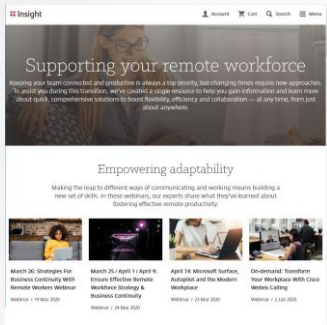 Insight
Account Cart Search Menu
Supporting your remote workforce
Keeping your team connected and productive is always a top priority, but changing times require new approaches.
To assist you during this transition, we've created a single resource to help you gain information and learn more
about quick, comprehensive solutions to boost flexibility, efficiency and collaboration — at any time, from just
about anywhere.
Empowering adaptability
Making the leap to different ways of communicating and working means building a
new set of skills. In these webinars, our experts share what they've learned about
fostering effective remote productivity.
March 26: Strategies For
Business Continuity With
Remote Workers Webinar
Webinar / 19 Mar 2020
March 25 / April 1 / April 9:
Ensure Effective Remote
Workforce Strategy &
Business Continuity
Webinar / 24 Mar 2020
April 14: Microsoft Surface,
Autopilot and the Modern
Workplace
Webinar / 23 Mar 2020
On-demand: Transform
Your Workplace With Cisco
Webex Calling
Webinar / 2 Jan 2020